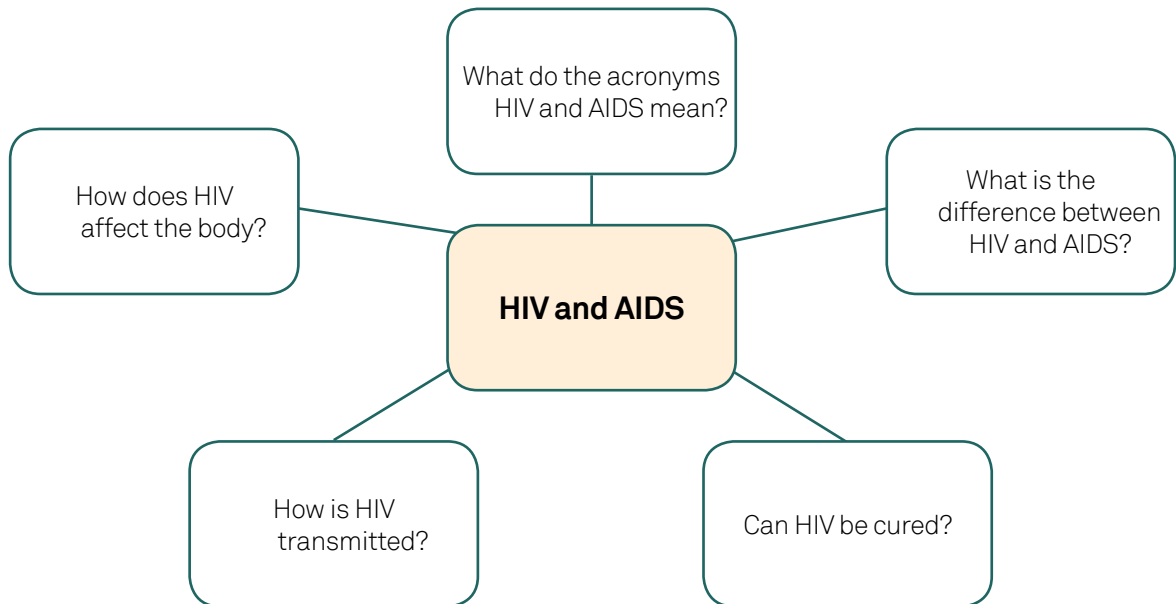 What do the acronyms
HIV and AIDS mean?
How does HIV
affect the body?
What is the
difference between
HIV and AIDS?
HIV and AIDS
How is HIV
transmitted?
Can HIV be cured?